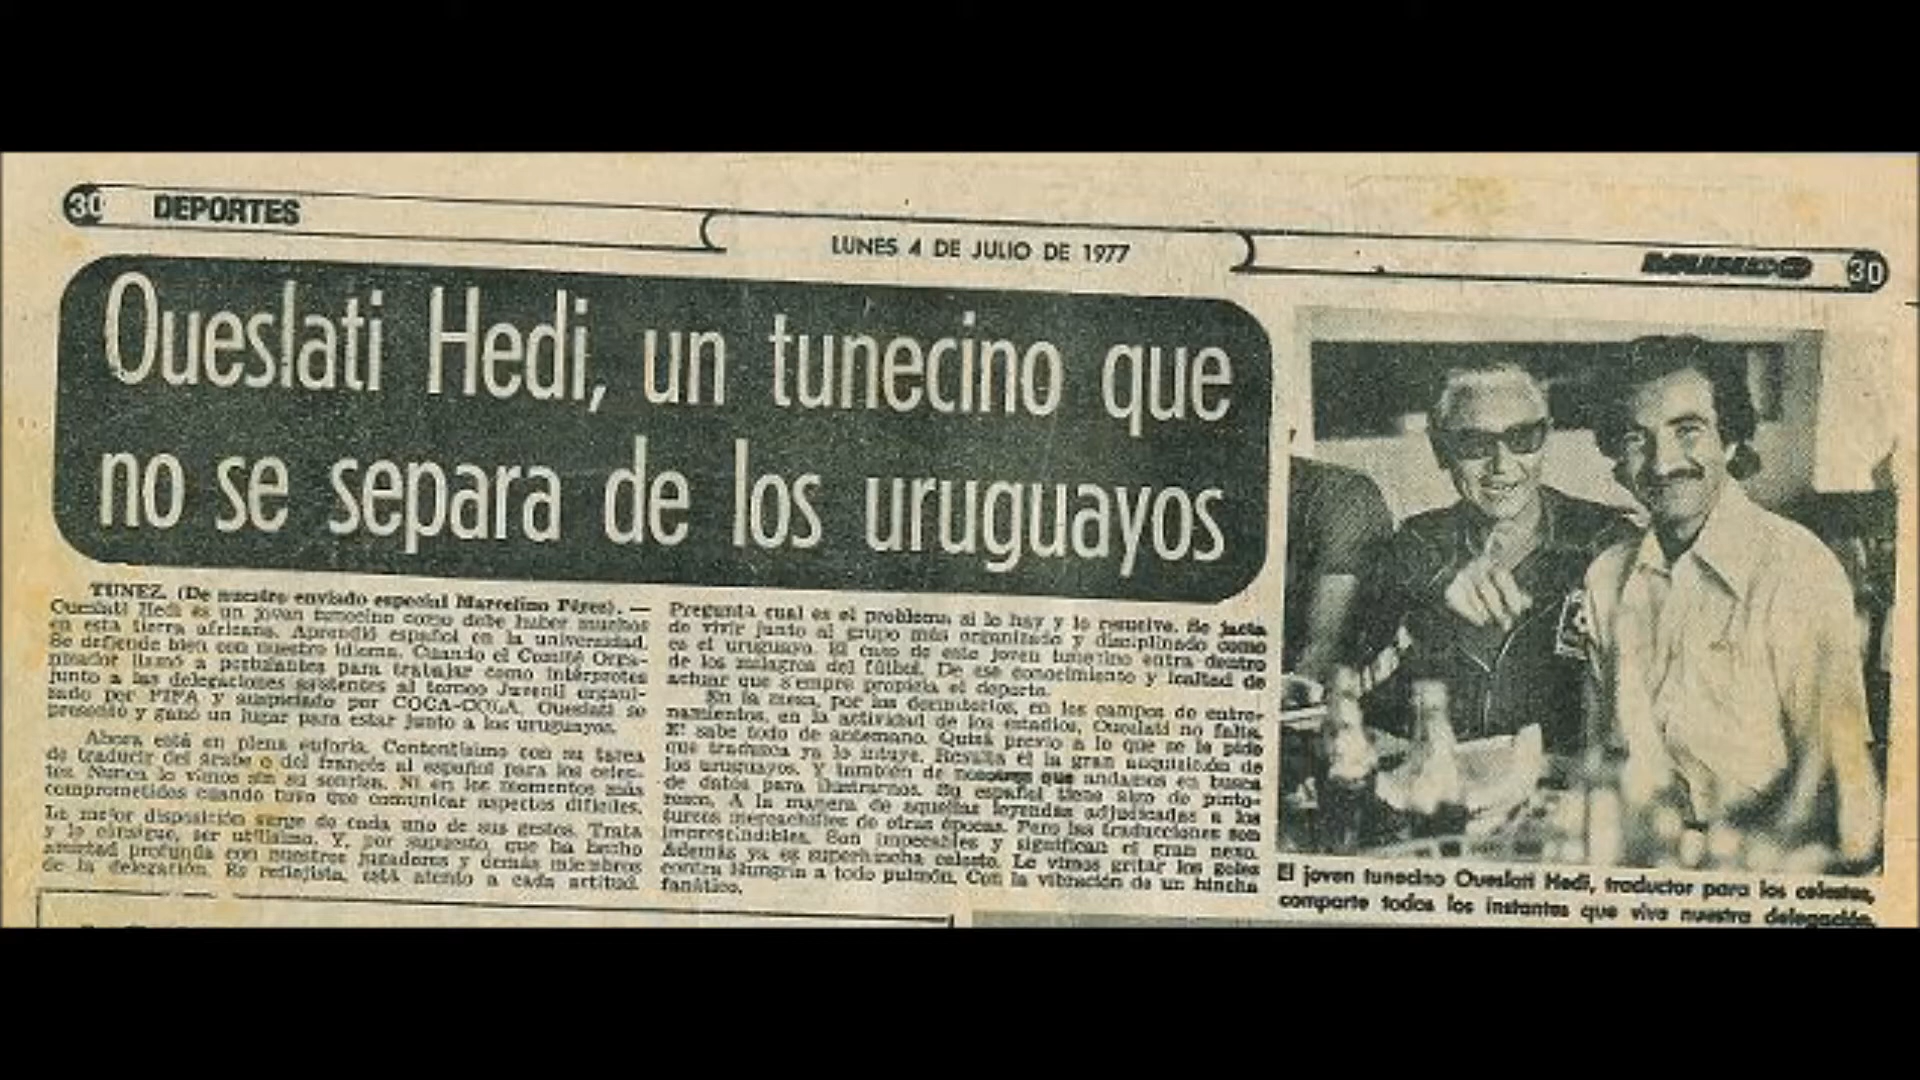 30 DEPORTES
LUNES 4 DE JULIO DE 1977
MUNDO 30
Oueslati Hedi, un tunecino que
no se separa de los uruguayos
TUNEZ. (De nuestro enviado especial Marcelino Pérez). —
Oueslati Hedi es un joven tunecino como debe haber muchos
en esta tierra africana. Aprendió español en la universidad.
Se defiende bien con nuestro idioma. Cuando el Comité Orga-
nizador llamó a postulantes para trabajar como intérpretes
junto a las delegaciones asistentes al torneo Juvenil organi-
zado por FIFA y auspiciado por COCA-COLA, Oueslati se
presentó y ganó un lugar para estar junto a los uruguayos.
Ahora está en plena euforia. Contentísimo con su tarea
de traducir del árabe o del francés al español para los celes-
tes. Nunca lo vimos sin su sonrisa. Ni en los momentos más
comprometidos cuando tuvo que comunicar aspectos difíciles.
La mejor disposición surge de cada uno de sus gestos. Trata
y lo consigue, ser utilísimo. Y, por supuesto, que ha hecho
amistad profunda con nuestros jugadores y demás miembros
de la delegación. Es reflejista, está atento a cada actitud.
Pregunta cual es el problema si lo hay y lo resuelve. Se jacta
de vivir junto al grupo más organizado y disciplinado como
es el uruguayo. El caso de este joven tunecino entra dentro
de los milagros del fútbol. De ese conocimiento y lealtad de
actuar que siempre propicia el deporte.
En la mesa, por los dormitorios, en los campos de entre-
namientos, en la actividad de los estadios, Oueslati no falta.
El sabe todo de antemano. Quizá previo a lo que se le pide
que traduzca ya lo intuye. Resulta él la gran adquisición de
los uruguayos. Y también de nosotros que andamos en busca
de datos para ilustrarnos. Su español tiene algo de pinto-
resco. A la manera de aquellas leyendas adjudicadas a los
turcos mercachifles de otras épocas. Pero las traducciones son
imprescindibles. Son impecables y significan el gran nexo.
Además ya es superhincha celeste. Le vimos gritar los goles
contra Hungría a todo pulmón. Con la vibración de un hincha
fanático.
El joven tunecino Oueslati Hedi, traductor para los celestes,
comparte todos los instantes que vive nuestra delegación.